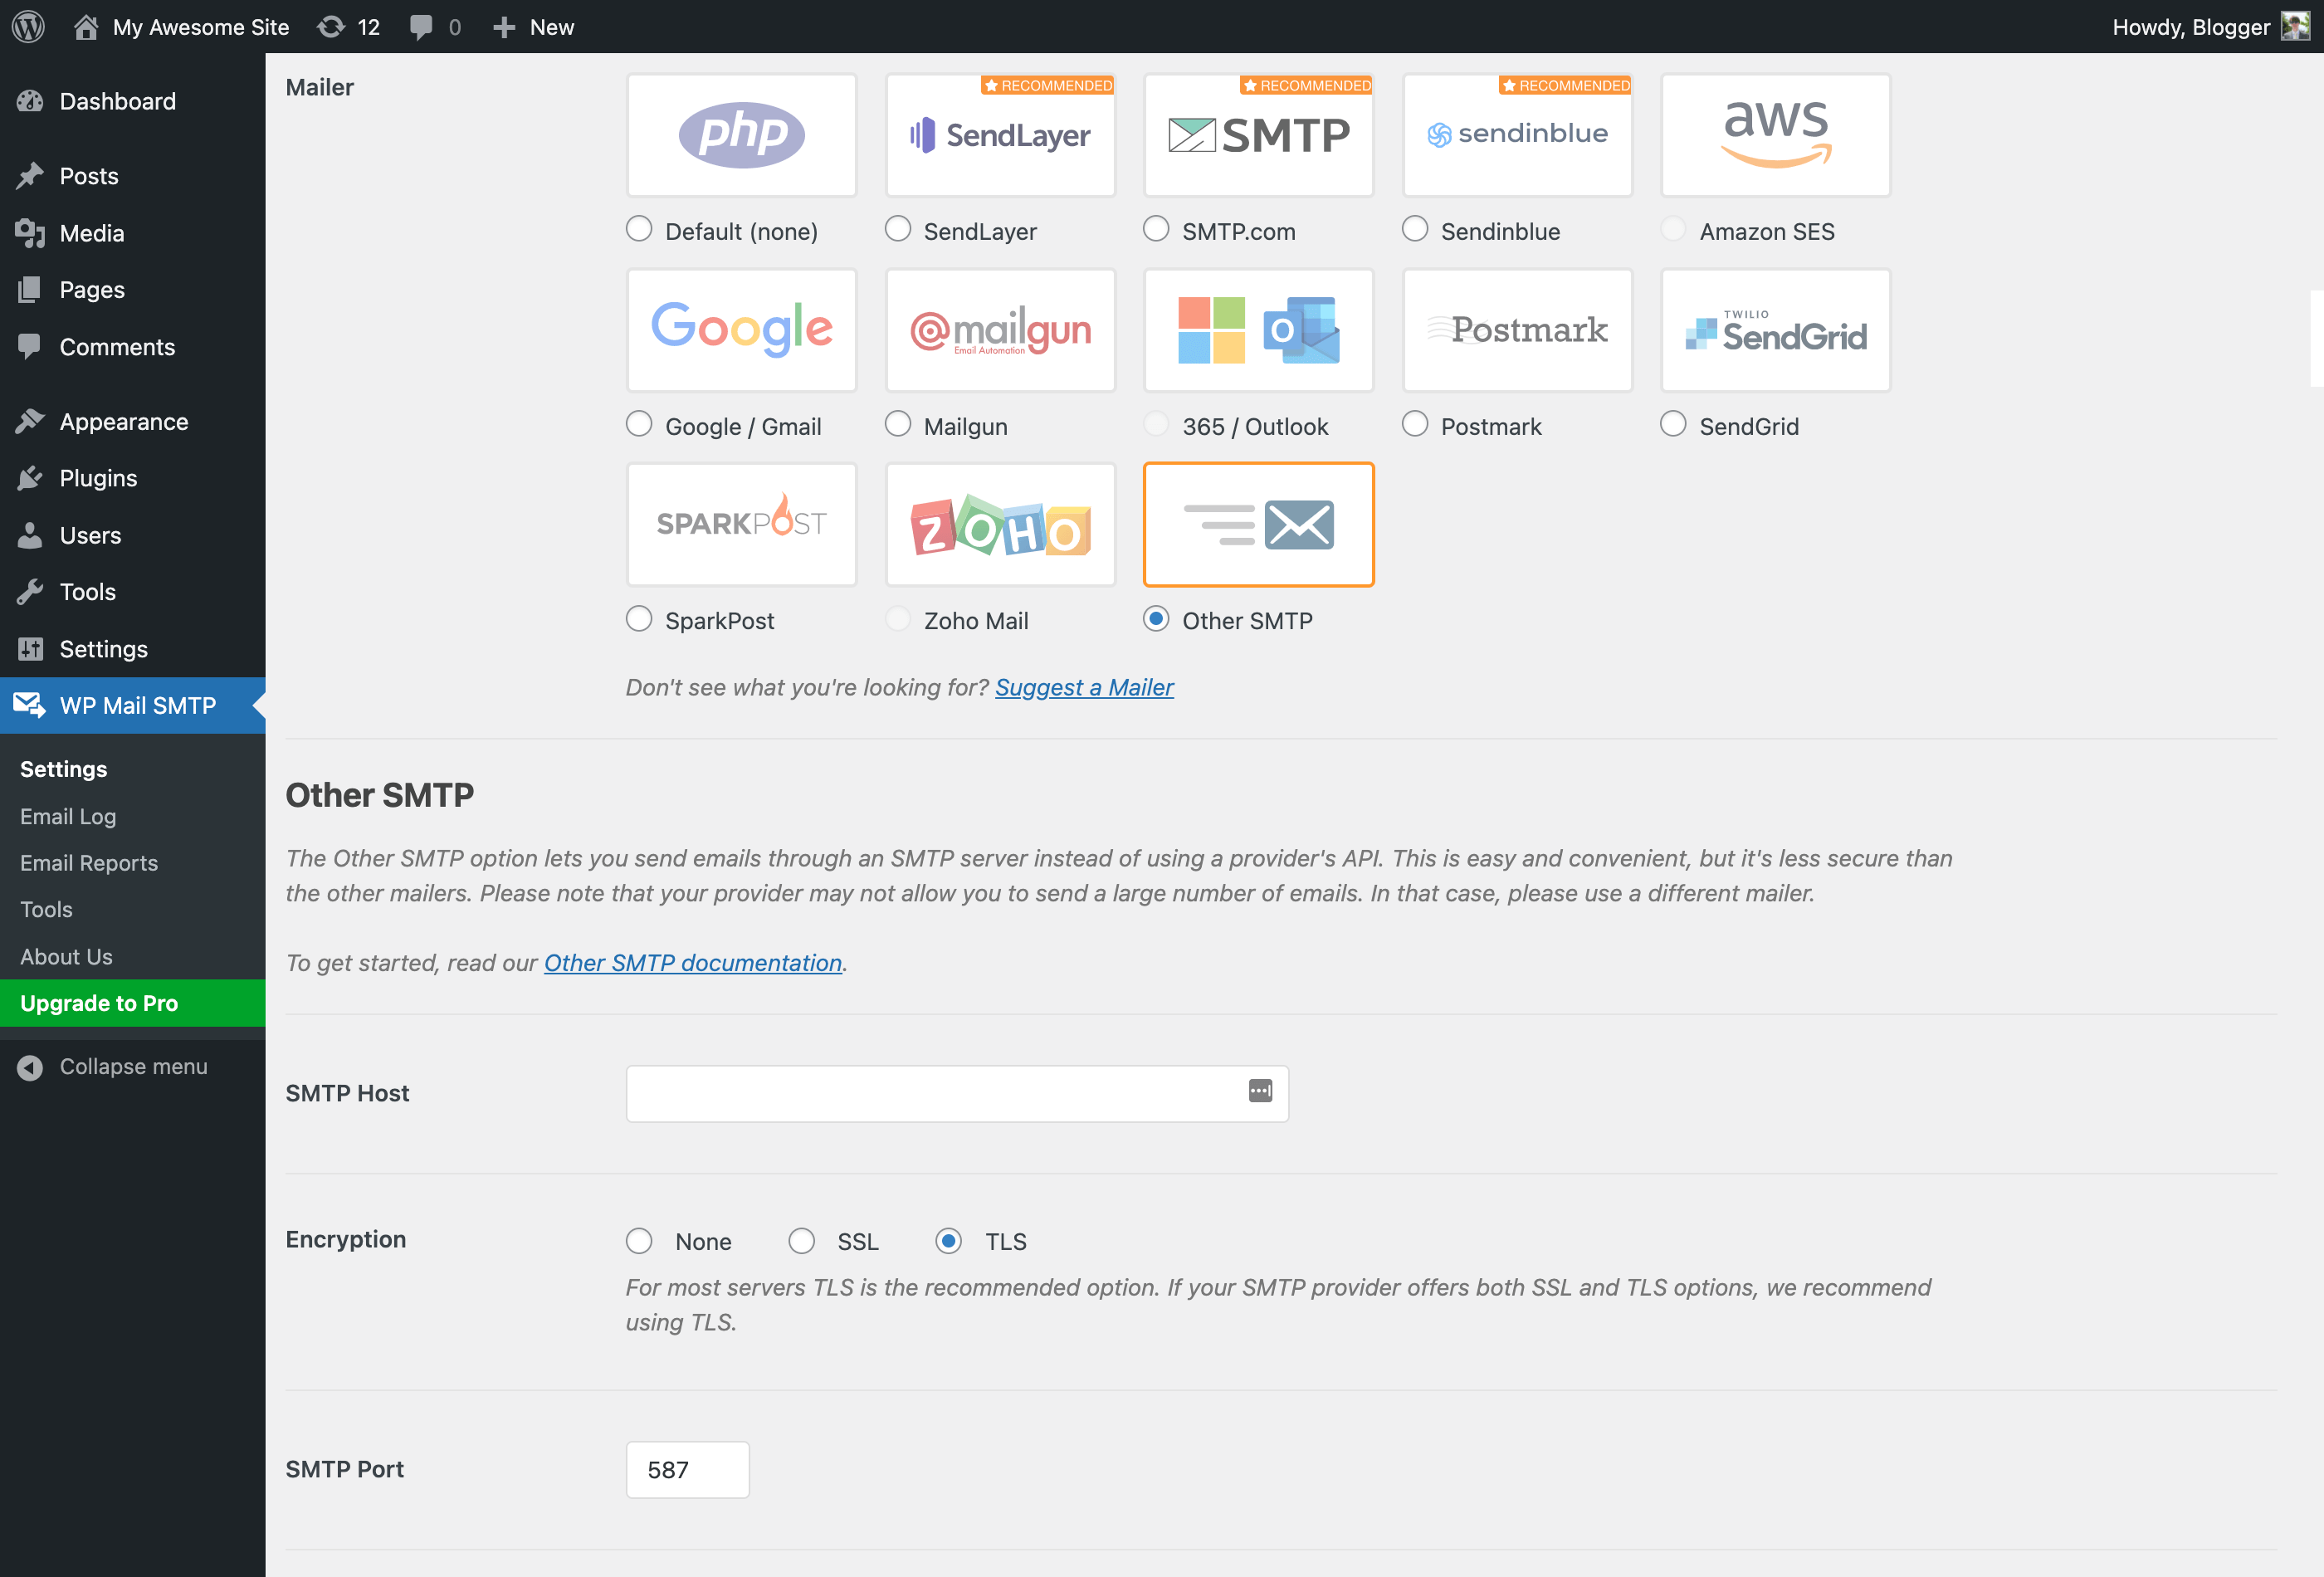 My Awesome Site 12 0 New Howdy, Blogger
Dashboard
Posts
Media
Pages
Comments
Appearance
Plugins
Users
Tools
Settings
WP Mail SMTP
Settings
Email Log
Email Reports
Tools
About Us
Upgrade to Pro
Collapse menu
Mailer
php
RECOMMENDED
SendLayer
RECOMMENDED
SMTP
RECOMMENDED
sendinblue
aws
Default (none) SendLayer SMTP.com Sendinblue Amazon SES
Google
@mailgun
Email Automation
O
Postmark
TWILIO
SendGrid
Google / Gmail Mailgun 365 / Outlook Postmark SendGrid
SPARKPOST
ZOHO
SparkPost Zoho Mail Other SMTP
Don't see what you're looking for? Suggest a Mailer
Other SMTP
The Other SMTP option lets you send emails through an SMTP server instead of using a provider's API. This is easy and convenient, but it's less secure than
the other mailers. Please note that your provider may not allow you to send a large number of emails. In that case, please use a different mailer.
To get started, read our Other SMTP documentation.
SMTP Host
Encryption None SSL TLS
For most servers TLS is the recommended option. If your SMTP provider offers both SSL and TLS options, we recommend
using TLS.
SMTP Port 587